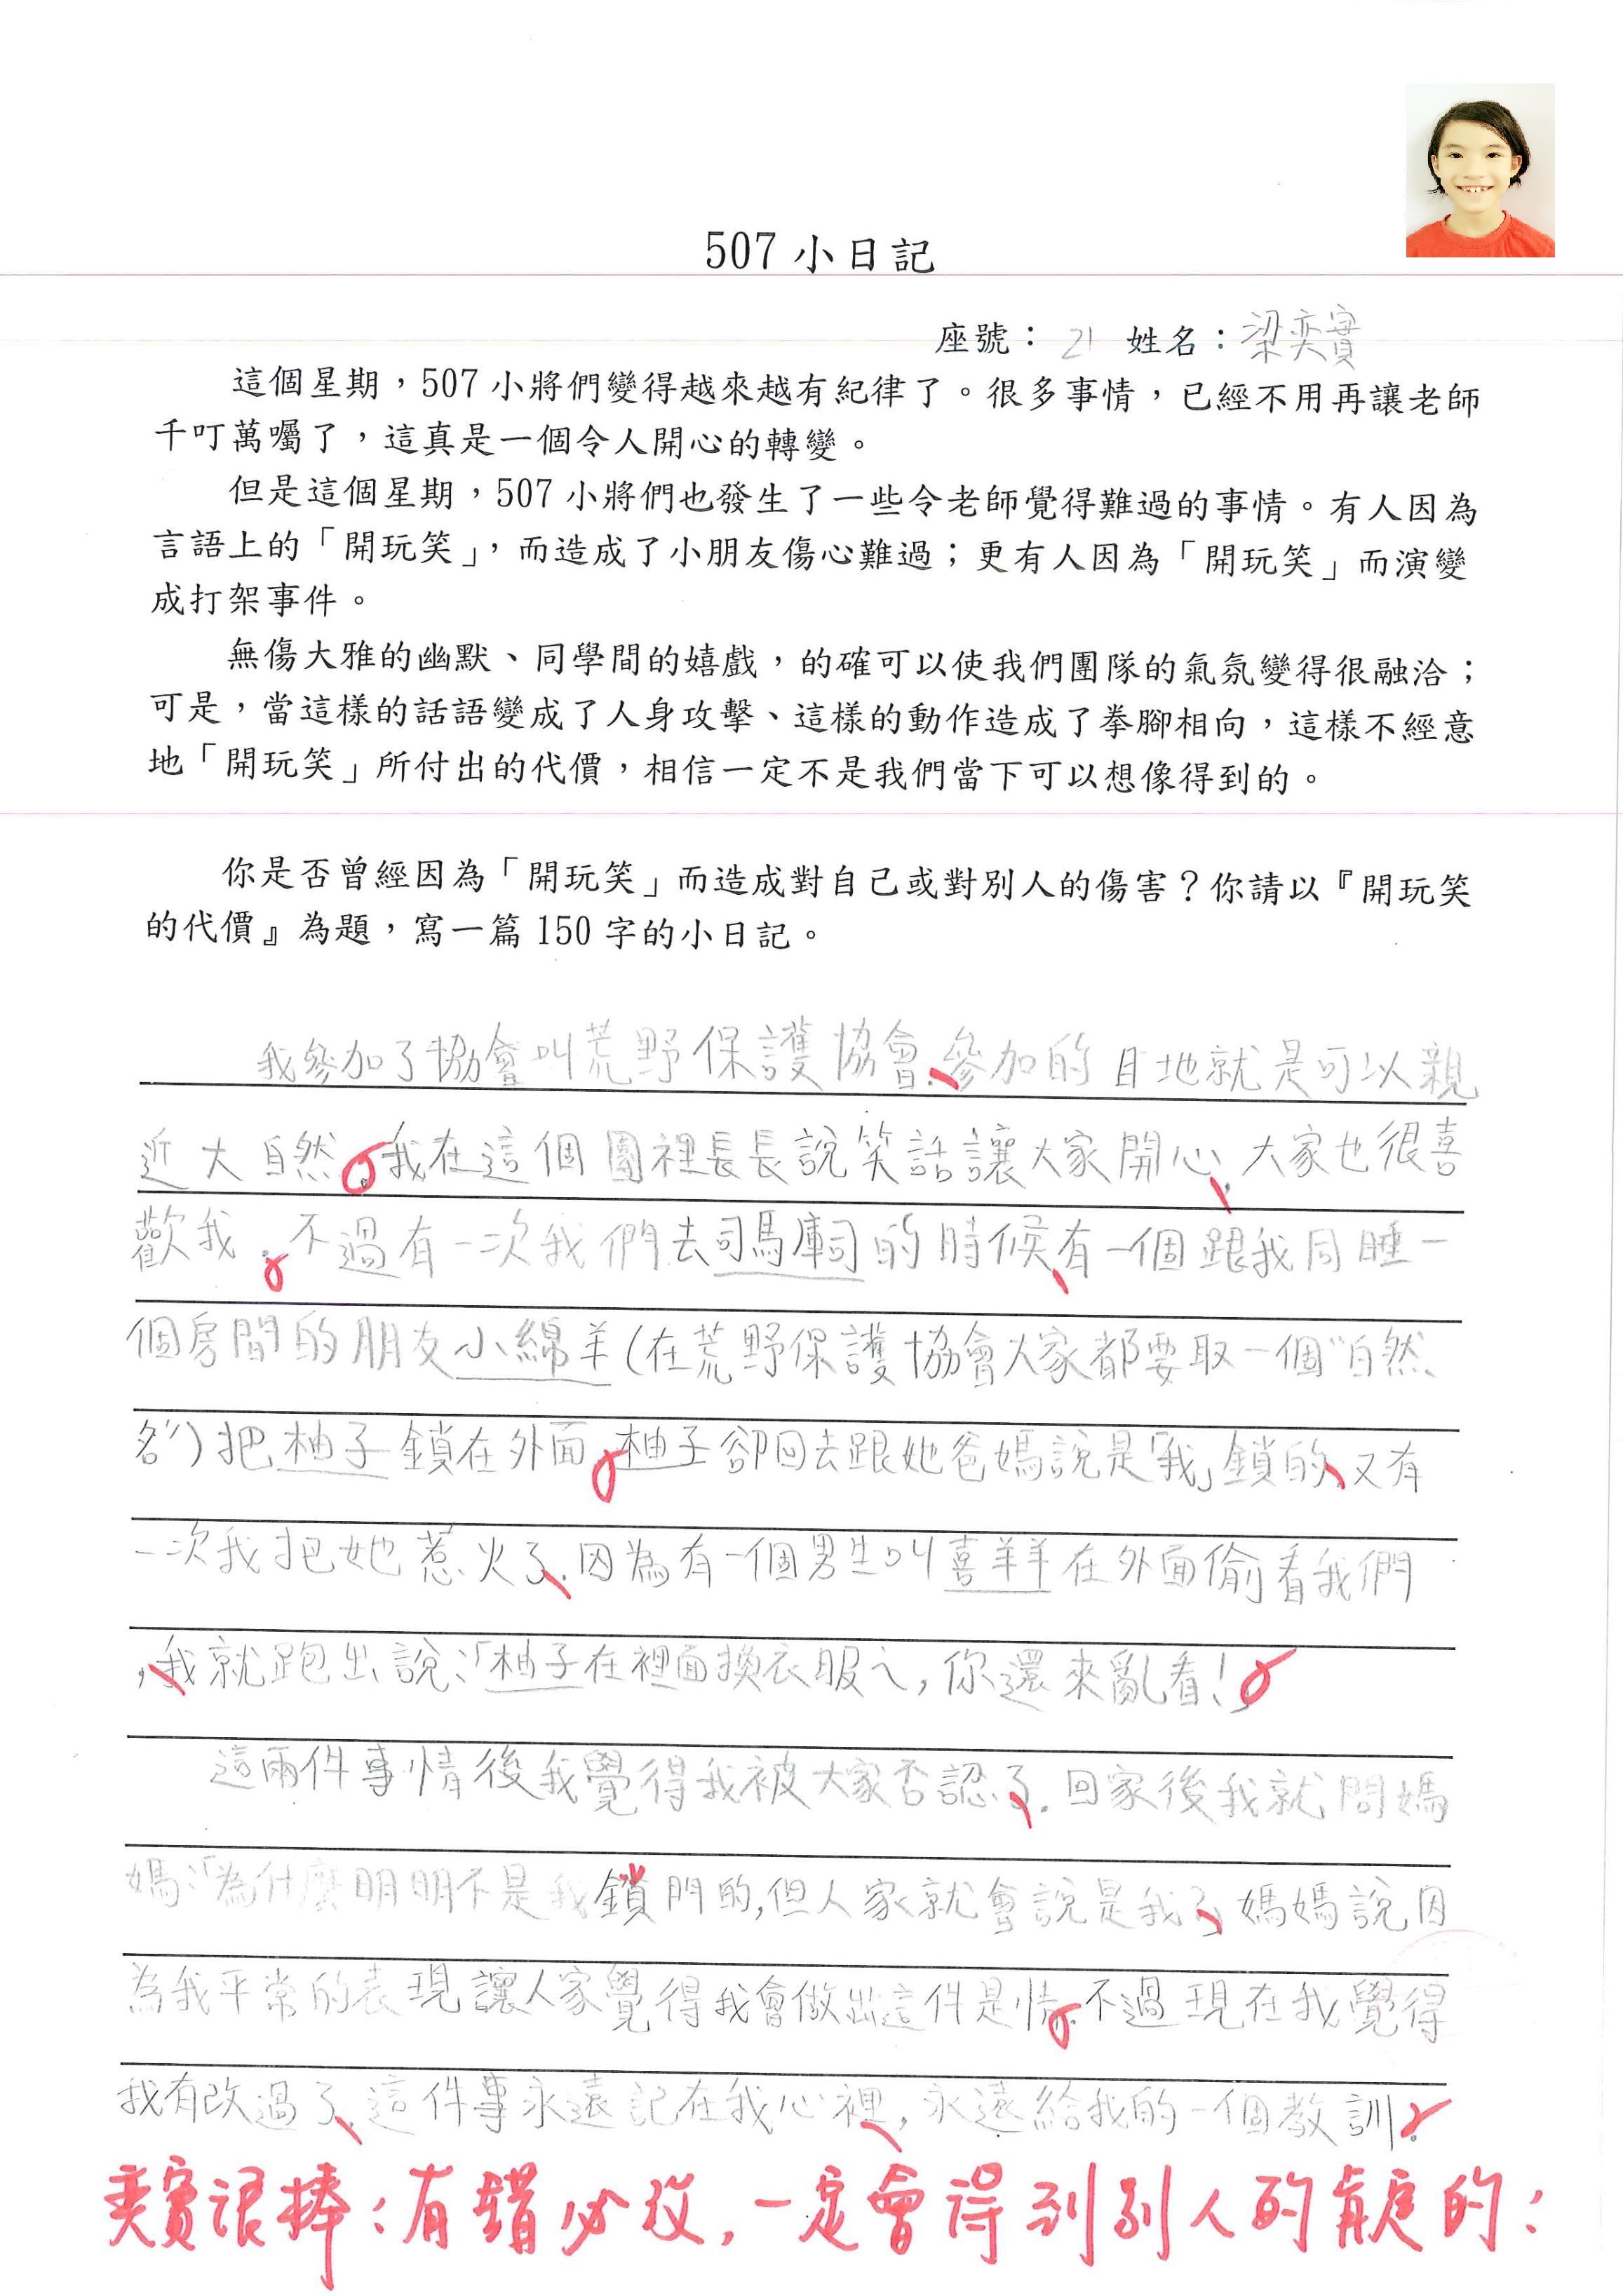 507 小日記
座號： 21 姓名：梁奕實
這個星期，507 小將們變得越來越有紀律了。很多事情，已經不用再讓老師
千叮萬囑了，這真是一個令人開心的轉變。
但是這個星期，507 小將們也發生了一些令老師覺得難過的事情。有人因為
言語上的「開玩笑」，而造成了小朋友傷心難過；更有人因為「開玩笑」而演變
成打架事件。
無傷大雅的幽默、同學間的嬉戲，的確可以使我們團隊的氣氛變得很融洽；
可是，當這樣的話語變成了人身攻擊、這樣的動作造成了拳腳相向，這樣不經意
地「開玩笑」所付出的代價，相信一定不是我們當下可以想像得到的。
你是否曾經因為「開玩笑」而造成對自己或對別人的傷害？你請以『開玩笑
的代價』為題，寫一篇 150 字的小日記。
我參加了協會叫荒野保護協會，參加的目地就是可以親
近大自然。我在這個團裡長長說笑話讓大家開心，大家也很喜
歡我。不過有一次我們去司馬庫司的時候，有一個跟我同睡一
個房間的朋友小綿羊(在荒野保護協會大家都要取一個"自然
名")把柚子鎖在外面。柚子卻回去跟她爸媽說是「我」鎖的，又有
一次我把她惹火了，因為有一個男生叫喜羊羊在外面偷看我們
，我就跑出說：「柚子在裡面換衣服ㄟ，你還來亂看！」
這兩件事情後我覺得我被大家否認了，回家後我就問媽
媽：「為什麼明明不是我鎖門的，但人家就會說是我，媽媽說因
為我平常的表現讓人家覺得我會做出這件是情。不過現在我覺得
我有改過了，這件事永遠記在我心裡，永遠給我的一個教訓。
奕實很棒：有錯必改，一定會得到別人的肯定的：